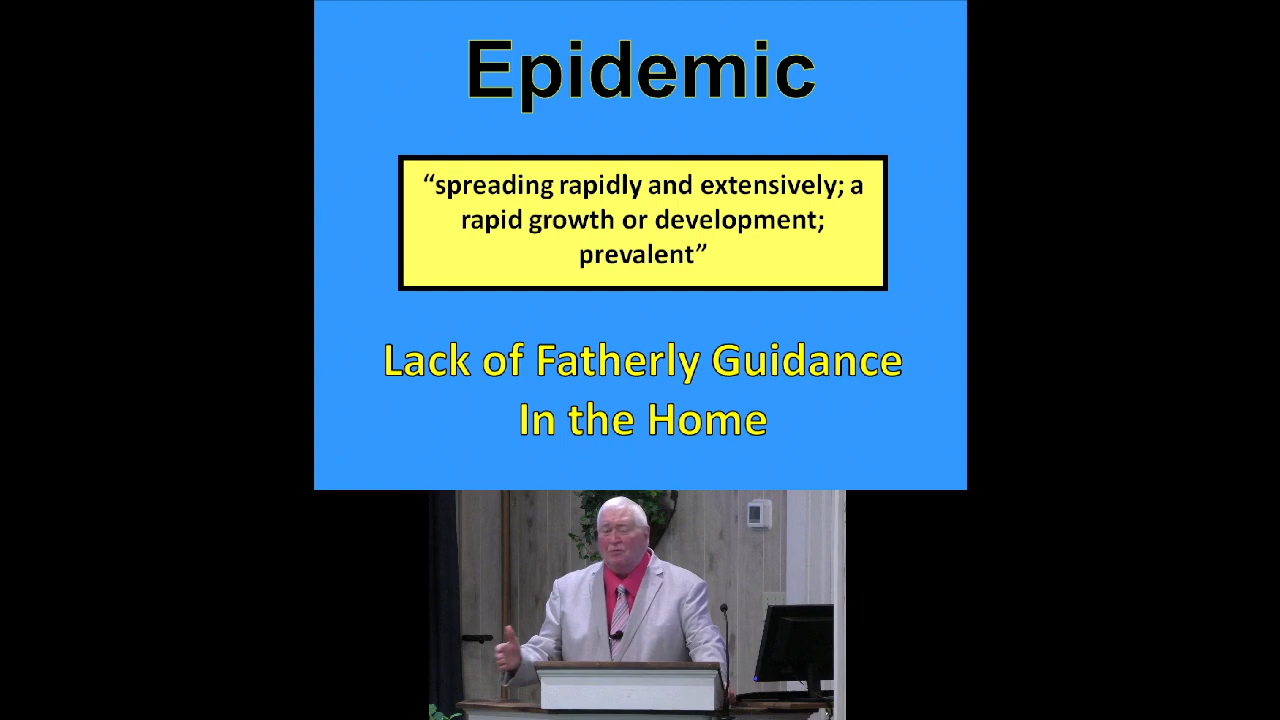 Epidemic
“spreading rapidly and extensively; a
rapid growth or development;
prevalent”
Lack of Fatherly Guidance
In the Home